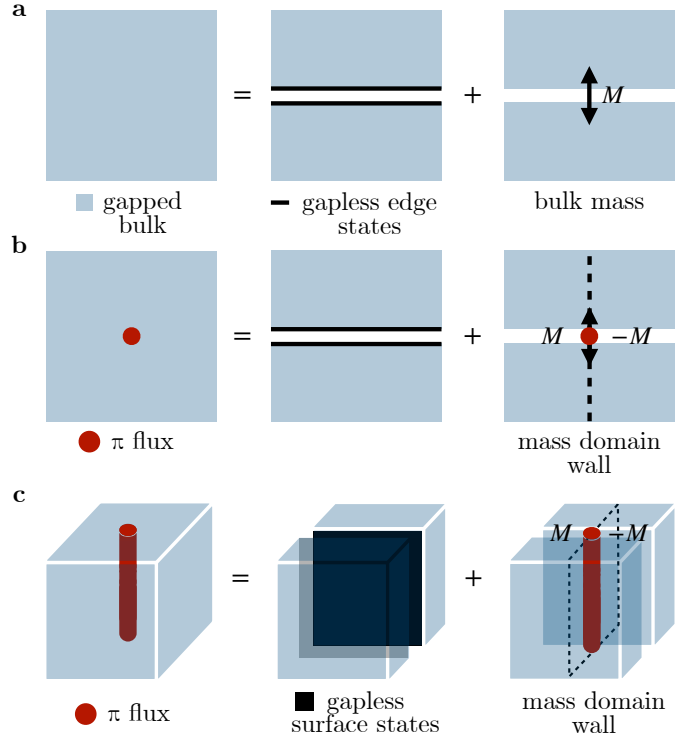 a
= + M
gapped bulk
gapless edge states
bulk mass
b
= + M −M
π flux
mass domain wall
c
= + M −M
π flux
gapless surface states
mass domain wall